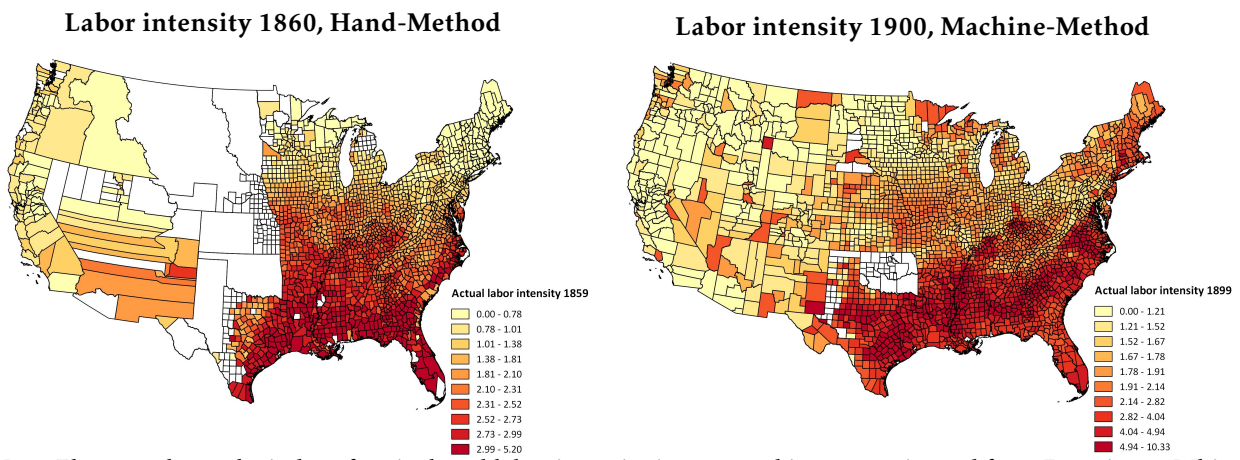 Labor intensity 1860, Hand-Method
Labor intensity 1900, Machine-Method
Actual labor intensity 1859
0.00 - 0.78
0.78 - 1.01
1.01 - 1.38
1.38 - 1.81
1.81 - 2.10
2.10 - 2.31
2.31 - 2.52
2.52 - 2.73
2.73 - 2.99
2.99 - 5.20
Actual labor intensity 1899
0.00 - 1.21
1.21 - 1.52
1.52 - 1.67
1.67 - 1.78
1.78 - 1.91
1.91 - 2.14
2.14 - 2.82
2.82 - 4.04
4.04 - 4.94
4.94 - 10.33